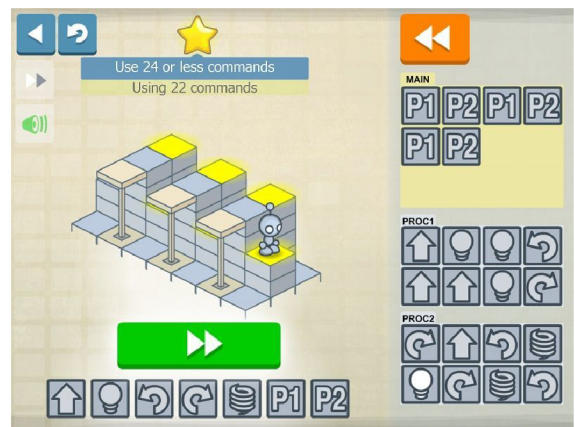 Use 24 or less commands
Using 22 commands
MAIN
P1 P2 P1 P2
P1 P2
PROC1
PROC2
P1 P2